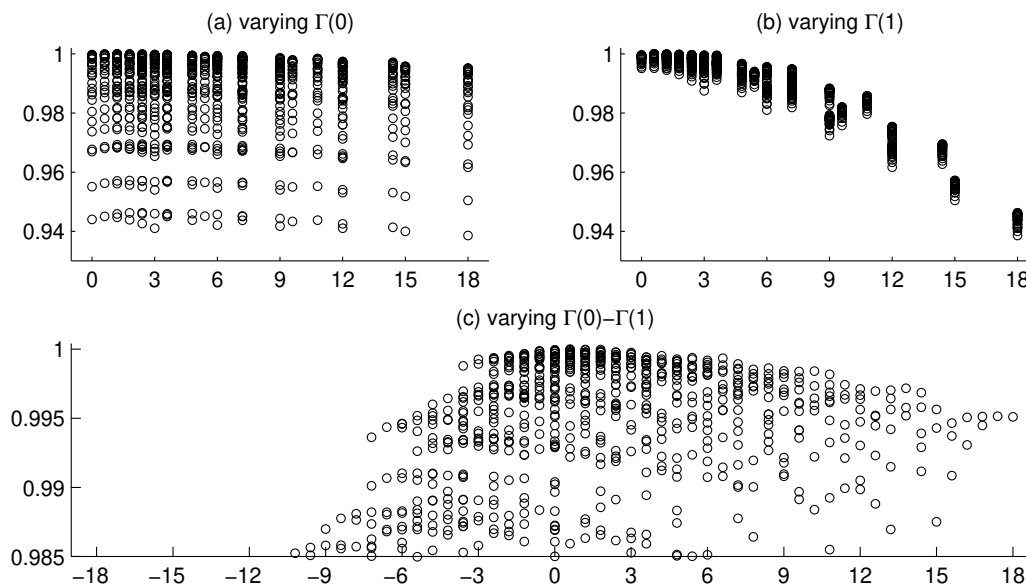 (a) varying Γ(0)
1
0.98
0.96
0.94
0 3 6 9 12 15 18
(b) varying Γ(1)
1
0.98
0.96
0.94
0 3 6 9 12 15 18
(c) varying Γ(0)−Γ(1)
1
0.995
0.99
0.985
−18 −15 −12 −9 −6 −3 0 3 6 9 12 15 18